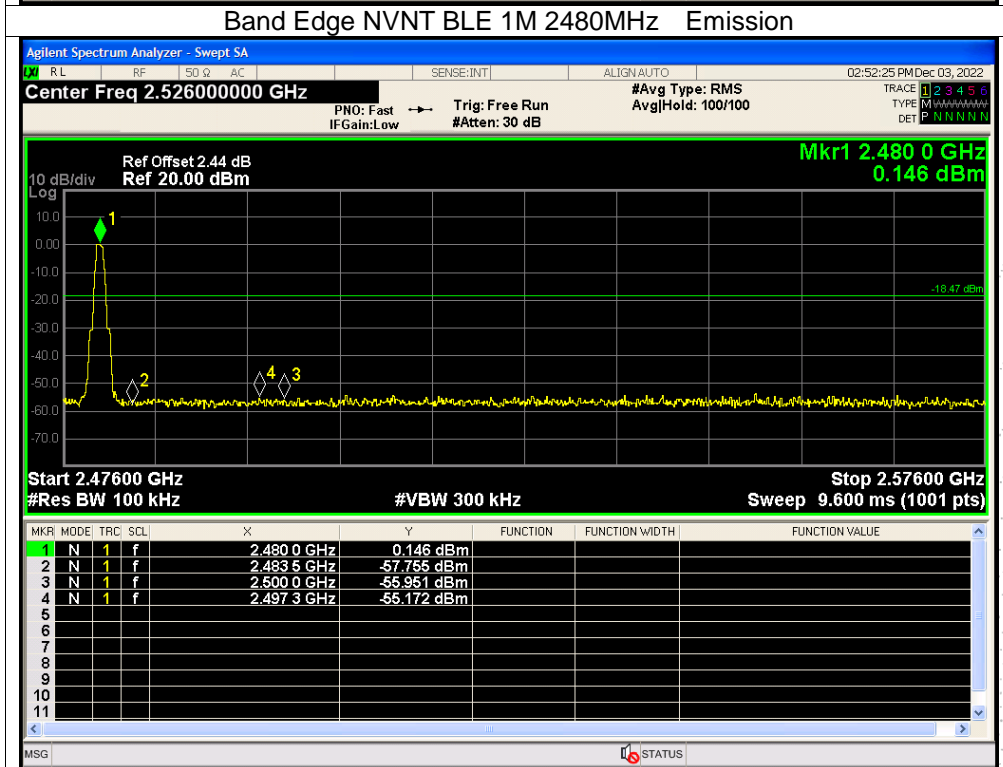 Band Edge NVNT BLE 1M 2480MHz Emission
Agilent Spectrum Analyzer - Swept SA
LXI RL RF 50 Ω AC SENSE:INT ALIGN AUTO 02:52:25 PM Dec 03, 2022
Center Freq 2.526000000 GHz #Avg Type: RMS TRACE 1 2 3 4 5 6
PNO: Fast Trig: Free Run Avg|Hold: 100/100 TYPE M
IFGain:Low #Atten: 30 dB DET P N N N N N
Ref Offset 2.44 dB Mkr1 2.480 0 GHz
10 dB/div Ref 20.00 dBm 0.146 dBm
Log
10.0
1
0.00
-10.0
-18.47 dBm
-20.0
-30.0
-40.0
-50.0
2 4 3
-60.0
-70.0
Start 2.47600 GHz Stop 2.57600 GHz
#Res BW 100 kHz #VBW 300 kHz Sweep 9.600 ms (1001 pts)
MKR MODE TRC SCL X Y FUNCTION FUNCTION WIDTH FUNCTION VALUE
1 N 1 f 2.480 0 GHz 0.146 dBm
2 N 1 f 2.483 5 GHz -57.755 dBm
3 N 1 f 2.500 0 GHz -55.951 dBm
4 N 1 f 2.497 3 GHz -55.172 dBm
5
6
7
8
9
10
11
MSG STATUS